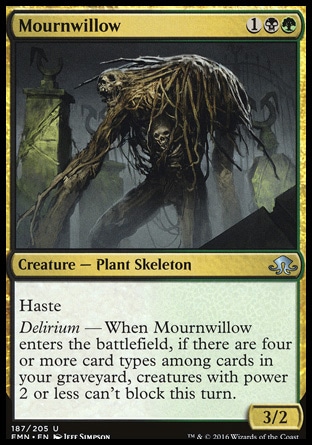 Mournwillow 1
Creature — Plant Skeleton
Haste
Delirium — When Mournwillow
enters the battlefield, if there are four
or more card types among cards in
your graveyard, creatures with power
2 or less can't block this turn.
3/2
187/205 U
EMN • EN Jeff Simpson
™ & © 2016 Wizards of the Coast